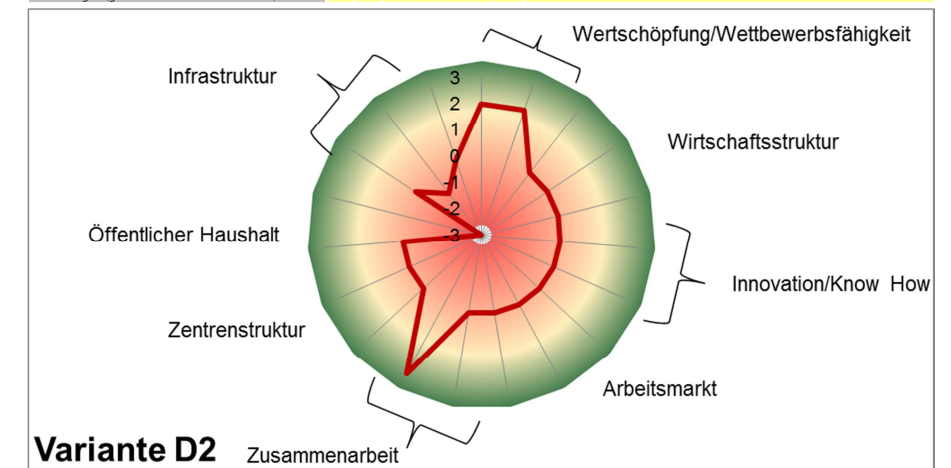 Wertschöpfung/Wettbewerbsfähigkeit
Infrastruktur
3
2
1
0
-1
-2
-3
Wirtschaftsstruktur
Öffentlicher Haushalt
Innovation/Know How
Zentrenstruktur
Arbeitsmarkt
Variante D2
Zusammenarbeit